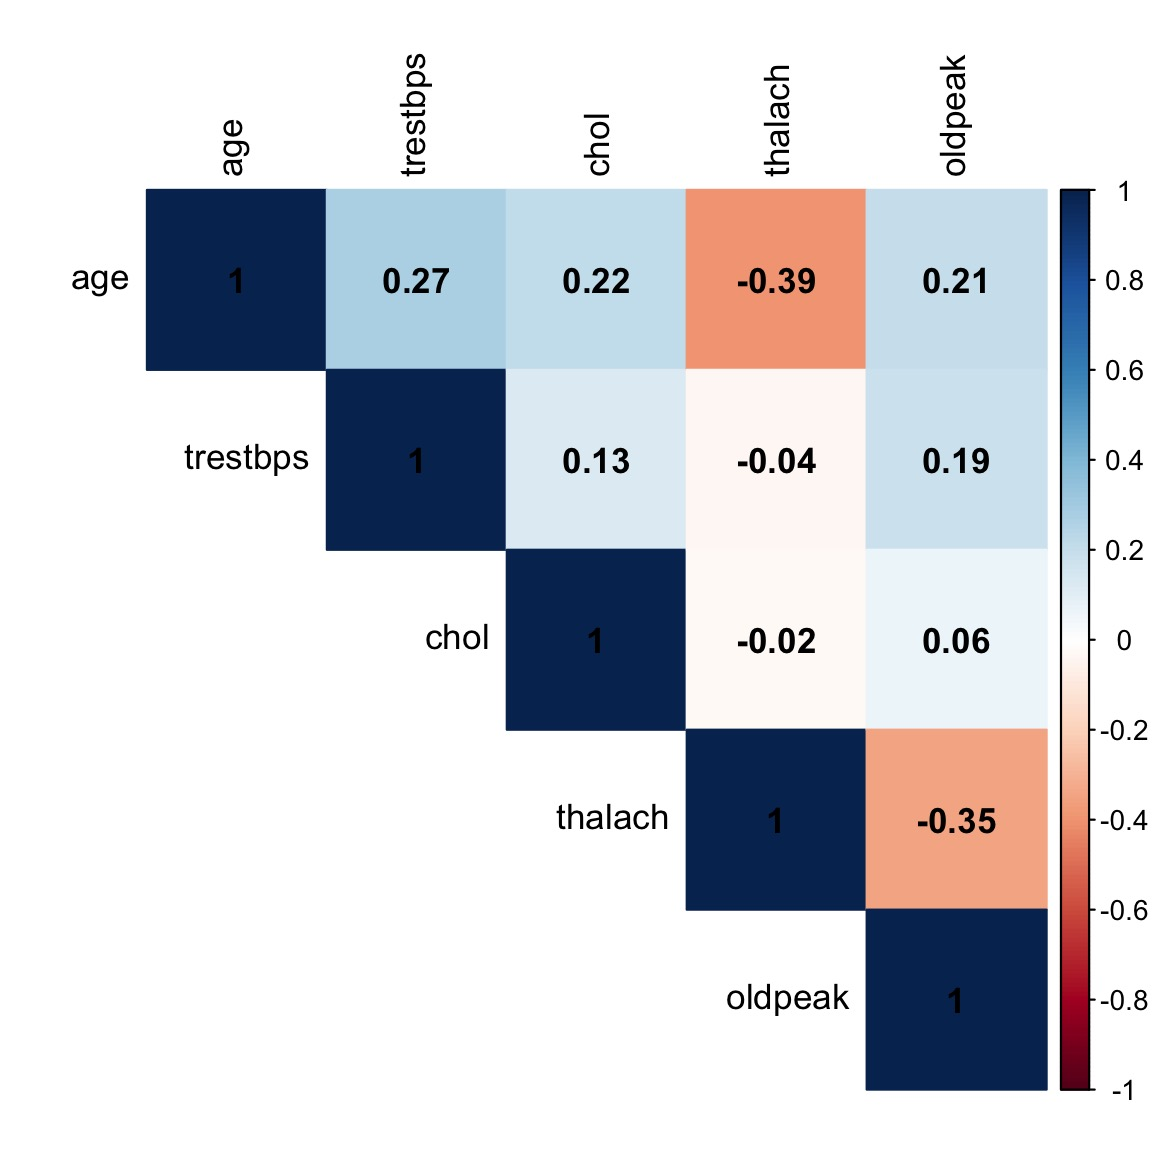 age trestbps chol thalach oldpeak
age 1 0.27 0.22 -0.39 0.21
trestbps 1 0.13 -0.04 0.19
chol 1 -0.02 0.06
thalach 1 -0.35
oldpeak 1
1
0.8
0.6
0.4
0.2
0
-0.2
-0.4
-0.6
-0.8
-1